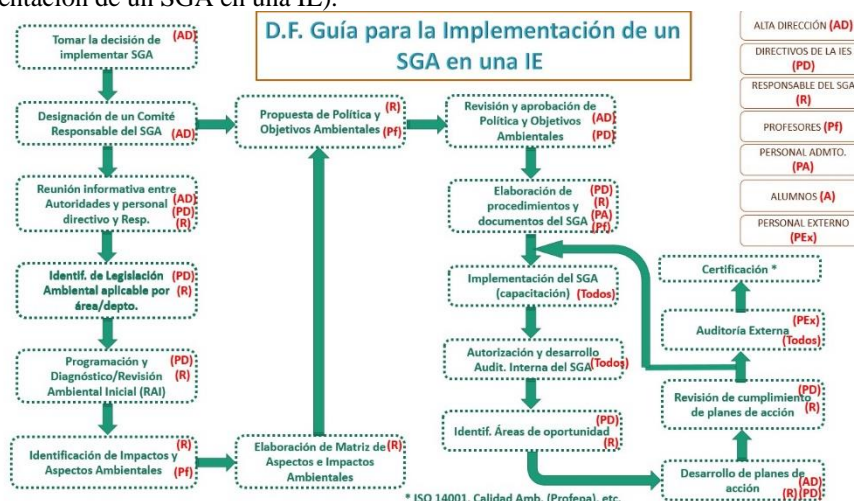 entación de un SGA en una IE).
D.F. Guía para la Implementación de un
SGA en una IE
Tomar la decisión de
implementar SGA
(AD)
Designación de un Comité
Responsable del SGA
(AD)
Reunión informativa entre
Autoridades y personal
directivo y Resp.
(AD)
(PD)
(R)
Identif. de Legislación
Ambiental aplicable por
área/depto.
(PD)
(R)
Programación y
Diagnóstico/Revisión
Ambiental Inicial (RAI)
(PD)
(R)
Identificación de Impactos y
Aspectos Ambientales
(R)
(Pf)
Elaboración de Matriz de
Aspectos e Impactos
Ambientales
(R)
Propuesta de Política y
Objetivos Ambientales
(R)
(Pf)
Revisión y aprobación de
Política y Objetivos
Ambientales
(AD)
(PD)
Elaboración de
procedimientos y
documentos del SGA
(PD)
(R)
(PA)
(Pf)
Implementación del SGA
(capacitación)
(Todos)
Autorización y desarrollo
Audit. Interna del SGA
(Todos)
Identif. Áreas de oportunidad
(PD)
(R)
Desarrollo de planes de
acción
(AD)
(R) (PD)
Revisión de cumplimiento
de planes de acción
(PD)
(R)
Auditoría Externa
(PEx)
(Todos)
Certificación *
* ISO 14001, Calidad Amb. (Profepa), etc.
ALTA DIRECCIÓN (AD)
DIRECTIVOS DE LA IES
(PD)
RESPONSABLE DEL SGA
(R)
PROFESORES (Pf)
PERSONAL ADMTO.
(PA)
ALUMNOS (A)
PERSONAL EXTERNO
(PEx)